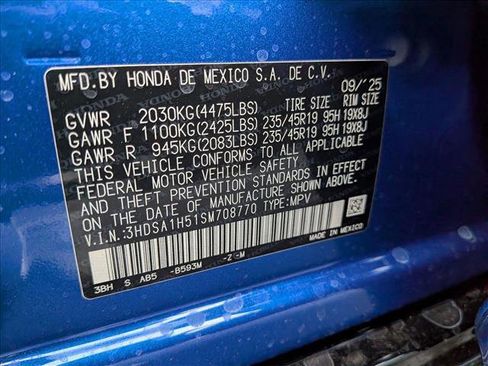 MFD.BY HONDA DE MEXICO S.A. DE C.V. 09/'25
GVWR 2030KG(4475LBS) TIRE SIZE RIM SIZE
GAWR F 1100KG(2425LBS) 235/45R19 95H 19X8J
GAWR R 945KG(2083LBS) 235/45R19 95H 19X8J
THIS VEHICLE CONFORMS TO ALL APPLICABLE
FEDERAL MOTOR VEHICLE SAFETY
AND THEFT PREVENTION STANDARDS IN EFFECT
ON THE DATE OF MANUFACTURE SHOWN ABOVE.
V.I.N.:3HDSA1H51SM708770 TYPE:MPV
MADE IN MEXICO
3BH S AB5 -B593M -Z -M